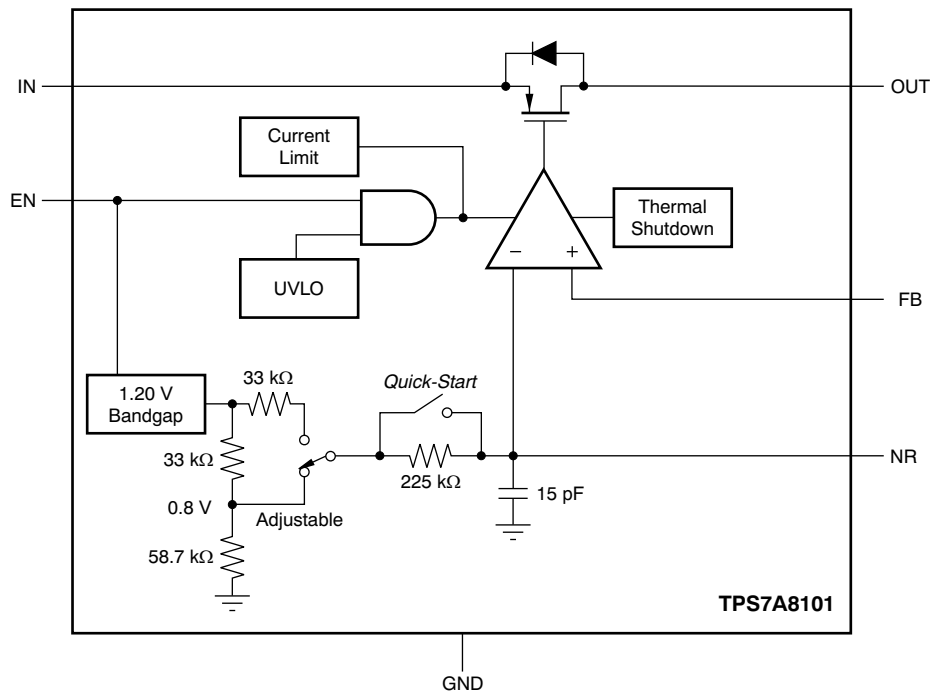 IN
OUT
Current
Limit
EN
Thermal
Shutdown
−
+
UVLO
FB
1.20 V
Bandgap
33 kΩ
Quick-Start
33 kΩ
225 kΩ
NR
0.8 V
Adjustable
15 pF
58.7 kΩ
TPS7A8101
GND